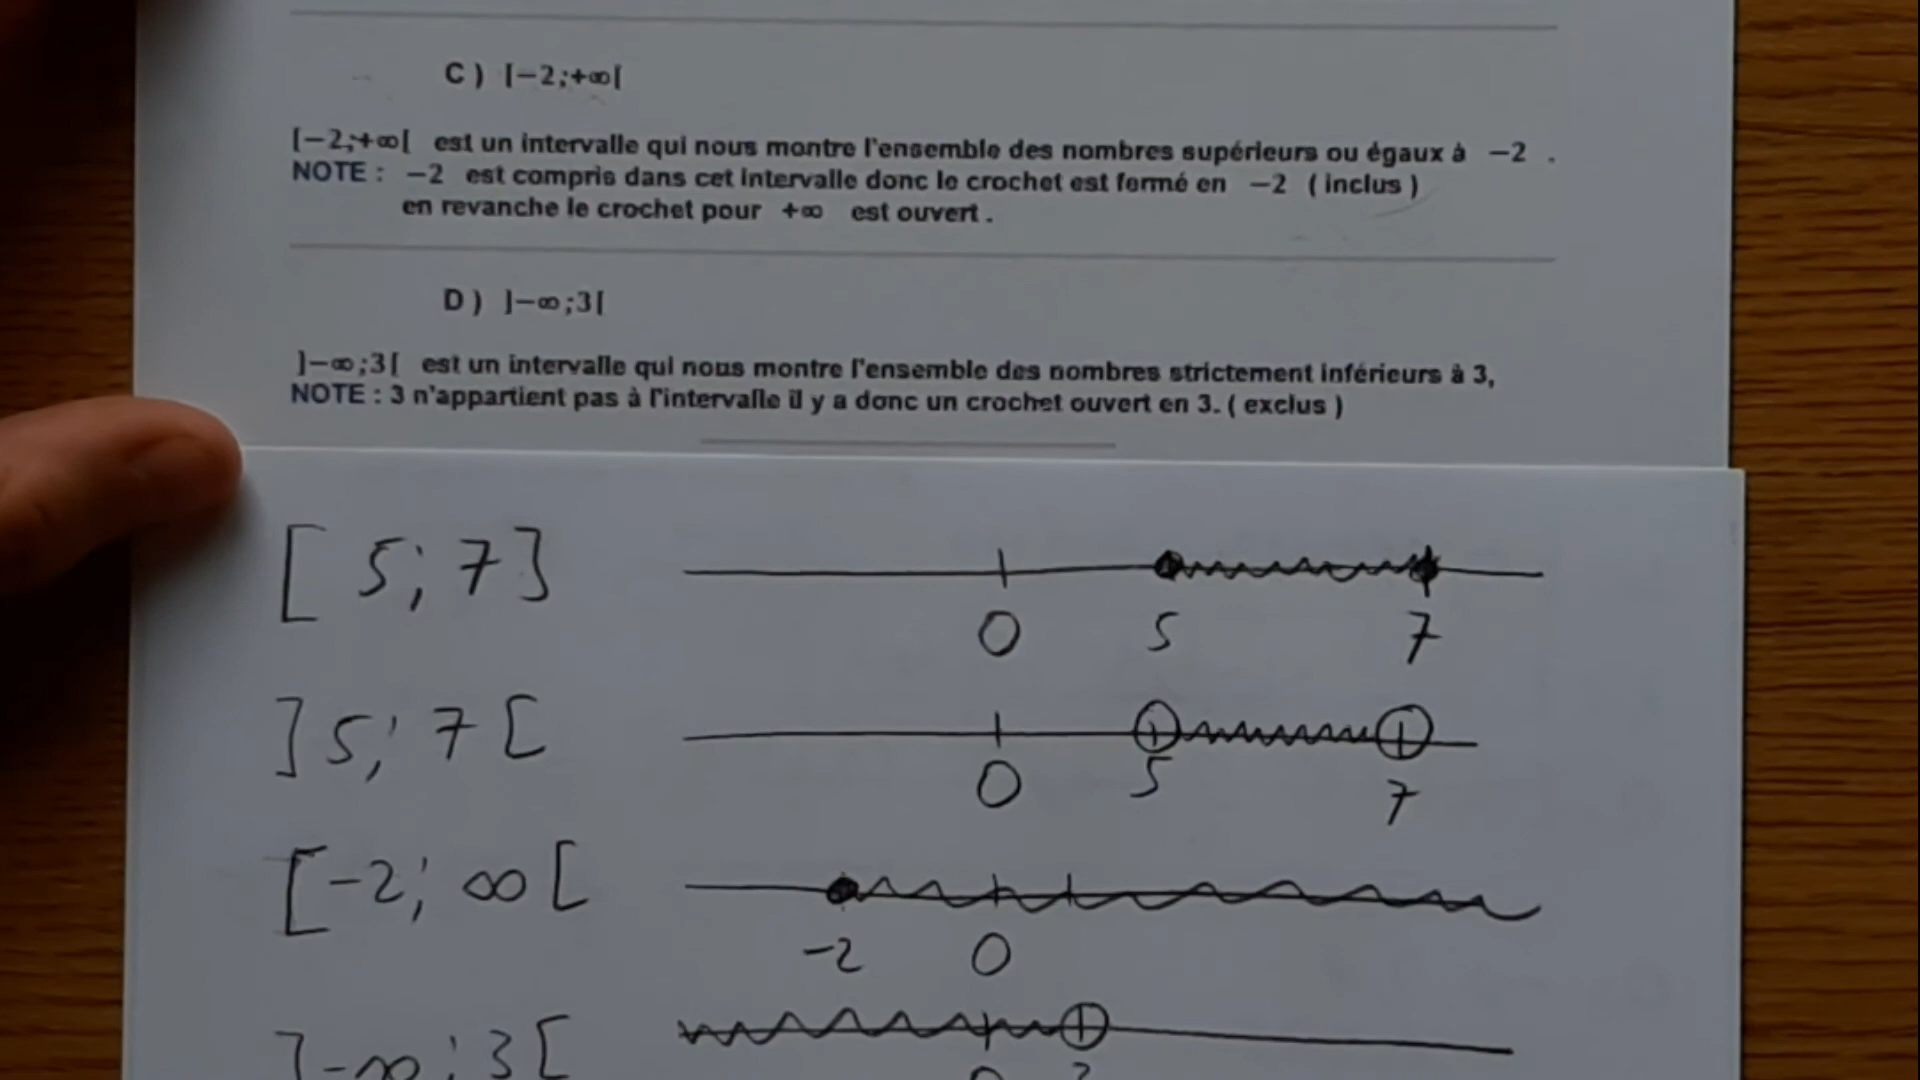 C ) [−2;+∞[
[−2;+∞[ est un intervalle qui nous montre l'ensemble des nombres supérieurs ou égaux à −2 .
NOTE : −2 est compris dans cet intervalle donc le crochet est fermé en −2 ( inclus )
en revanche le crochet pour +∞ est ouvert .
D ) ]−∞;3[
]−∞;3[ est un intervalle qui nous montre l'ensemble des nombres strictement inférieurs à 3,
NOTE : 3 n'appartient pas à l'intervalle il y a donc un crochet ouvert en 3. ( exclus )
[ 5; 7]
0 5 7
]5; 7[
0 5 7
[-2; ∞[
-2 0
]-∞; 3[